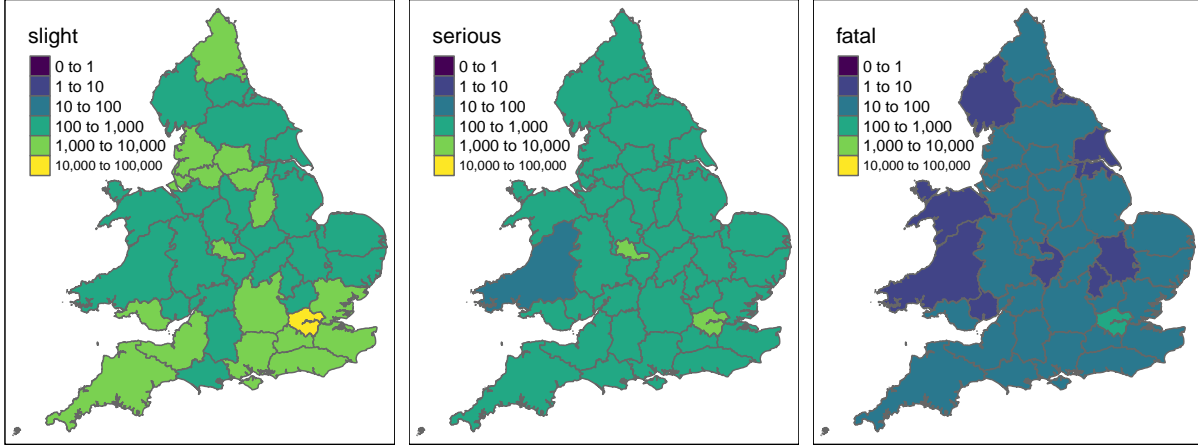 slight
0 to 1
1 to 10
10 to 100
100 to 1,000
1,000 to 10,000
10,000 to 100,000
serious
0 to 1
1 to 10
10 to 100
100 to 1,000
1,000 to 10,000
10,000 to 100,000
fatal
0 to 1
1 to 10
10 to 100
100 to 1,000
1,000 to 10,000
10,000 to 100,000